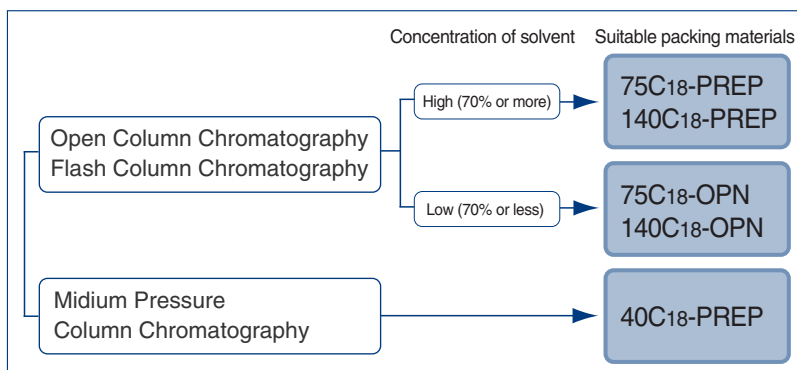 Concentration of solvent
Suitable packing materials
Open Column Chromatography
Flash Column Chromatography
High (70% or more)
75C18-PREP
140C18-PREP
Low (70% or less)
75C18-OPN
140C18-OPN
Midium Pressure
Column Chromatography
40C18-PREP